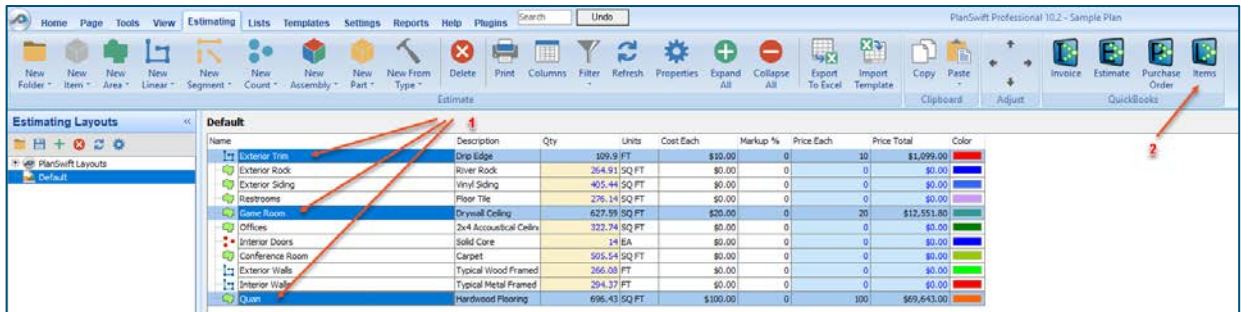 Home Page Tools View Estimating Lists Templates Settings Reports Help Plugins Search Undo PlanSwift Professional 10.2 - Sample Plan
New Folder New Item New Area New Linear New Segment New Count New Assembly New Part New From Type Delete Print Columns Filter Refresh Properties Expand All Collapse All Export To Excel Import Template Copy Paste Invoice Estimate Purchase Order Items
Estimate Clipboard Adjust QuickBooks
Estimating Layouts « Default 1
Name Description Qty Units Cost Each Markup % Price Each Price Total Color 2
PlanSwift Layouts
Default
Exterior Trim Drip Edge 109.9 FT $10.00 0 10 $1,099.00
Exterior Rock River Rock 264.91 SQ FT $0.00 0 0 $0.00
Exterior Siding Vinyl Siding 405.44 SQ FT $0.00 0 0 $0.00
Restrooms Floor Tile 276.14 SQ FT $0.00 0 0 $0.00
Game Room Drywall Ceiling 627.59 SQ FT $20.00 0 20 $12,551.80
Offices 2x4 Accoustical Ceilin 322.74 SQ FT $0.00 0 0 $0.00
Interior Doors Solid Core 14 EA $0.00 0 0 $0.00
Conference Room Carpet 505.54 SQ FT $0.00 0 0 $0.00
Exterior Walls Typical Wood Framed 266.08 FT $0.00 0 0 $0.00
Interior Walls Typical Metal Framed 294.37 FT $0.00 0 0 $0.00
Quan Hardwood Flooring 696.43 SQ FT $100.00 0 100 $69,643.00